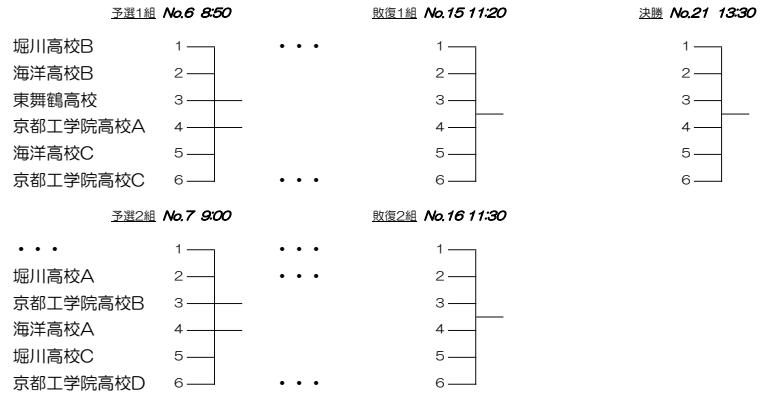 予選1組 No.6 8:50 敗復1組 No.15 11:20 決勝 No.21 13:30
堀川高校B 1 ・・・ 1 1
海洋高校B 2 2 2
東舞鶴高校 3 3 3
京都工学院高校A 4 4 4
海洋高校C 5 5 5
京都工学院高校C 6 ・・・ 6 6
予選2組 No.7 9:00 敗復2組 No.16 11:30
・・・ 1 ・・・ 1
堀川高校A 2 ・・・ 2
京都工学院高校B 3 3
海洋高校A 4 4
堀川高校C 5 5
京都工学院高校D 6 ・・・ 6